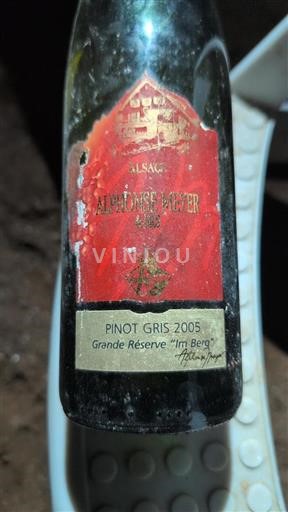 ALSACE
ALPHONSE MEYER
& FILS
VINIOU
PINOT GRIS 2005
Grande Réserve "Im Berg"